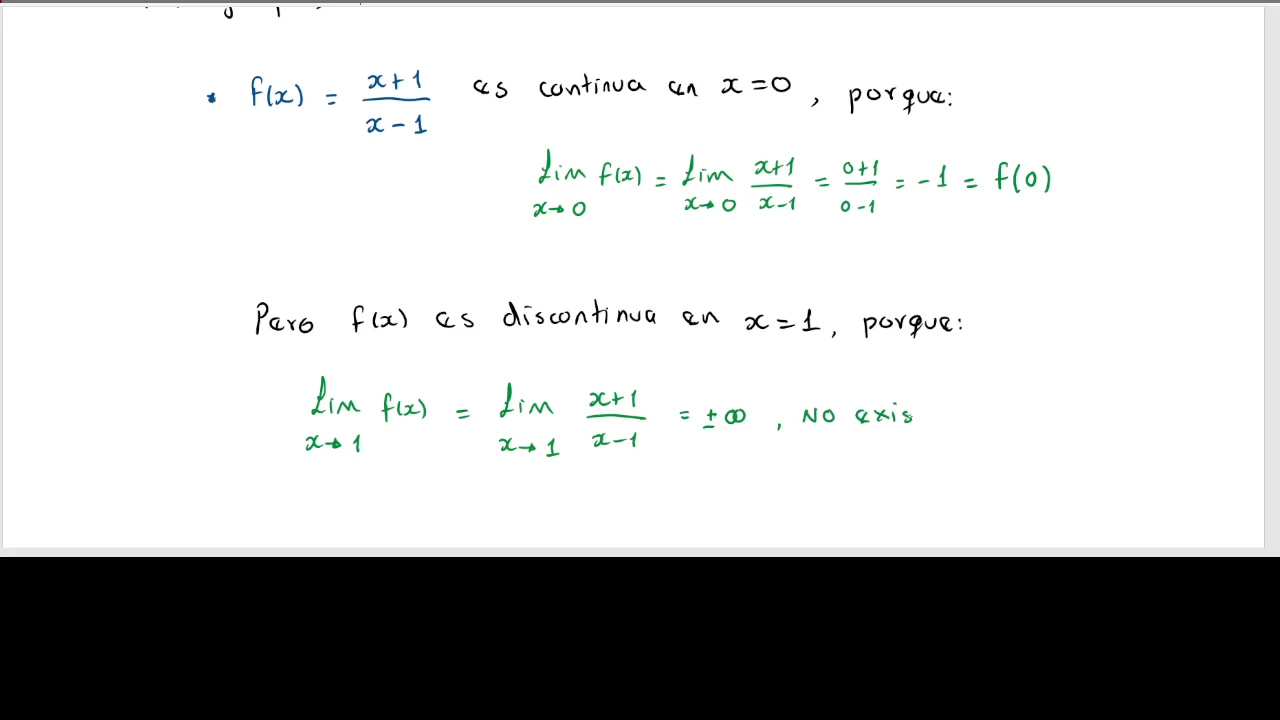 • f(x) = (x+1)/(x-1) es continua en x=0, porque:
lim x→0 f(x) = lim x→0 (x+1)/(x-1) = (0+1)/(0-1) = -1 = f(0)
Pero f(x) es discontinua en x=1, porque:
lim x→1 f(x) = lim x→1 (x+1)/(x-1) = ±∞, No exis